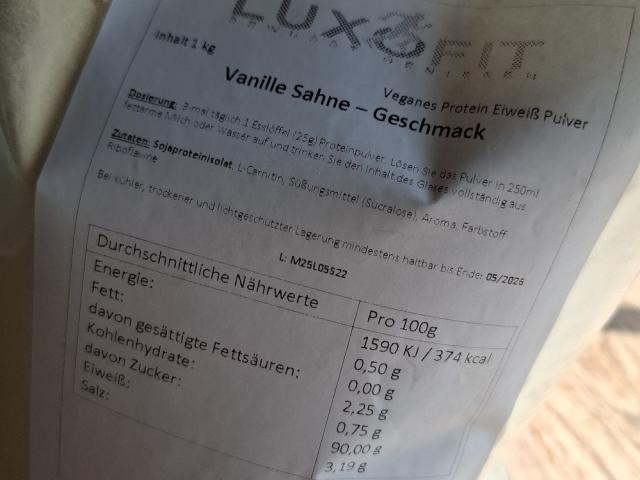 LUXOFIT
Inhalt 1 kg
Veganes Protein Eiweiß Pulver
Vanille Sahne – Geschmack
Dosierung: 3-mal täglich 1 Esslöffel (25g) Proteinpulver. Lösen Sie das Pulver in 250ml
fettarme Milch oder Wasser auf und trinken Sie den Inhalt des Glases vollständig aus.
Zutaten: Sojaproteinisolat, L-Carnitin, Süßungsmittel (Sucralose), Aroma, Farbstoff:
Riboflavine
Bei kühler, trockener und lichtgeschützter Lagerung mindestens haltbar bis Ende: 05/2026
L: M25L05S22
Durchschnittliche Nährwerte Pro 100g
Energie: 1590 KJ / 374 kcal
Fett: 0,50 g
davon gesättigte Fettsäuren: 0,00 g
Kohlenhydrate: 2,25 g
davon Zucker: 0,75 g
Eiweiß: 90,00 g
Salz: 3,19 g